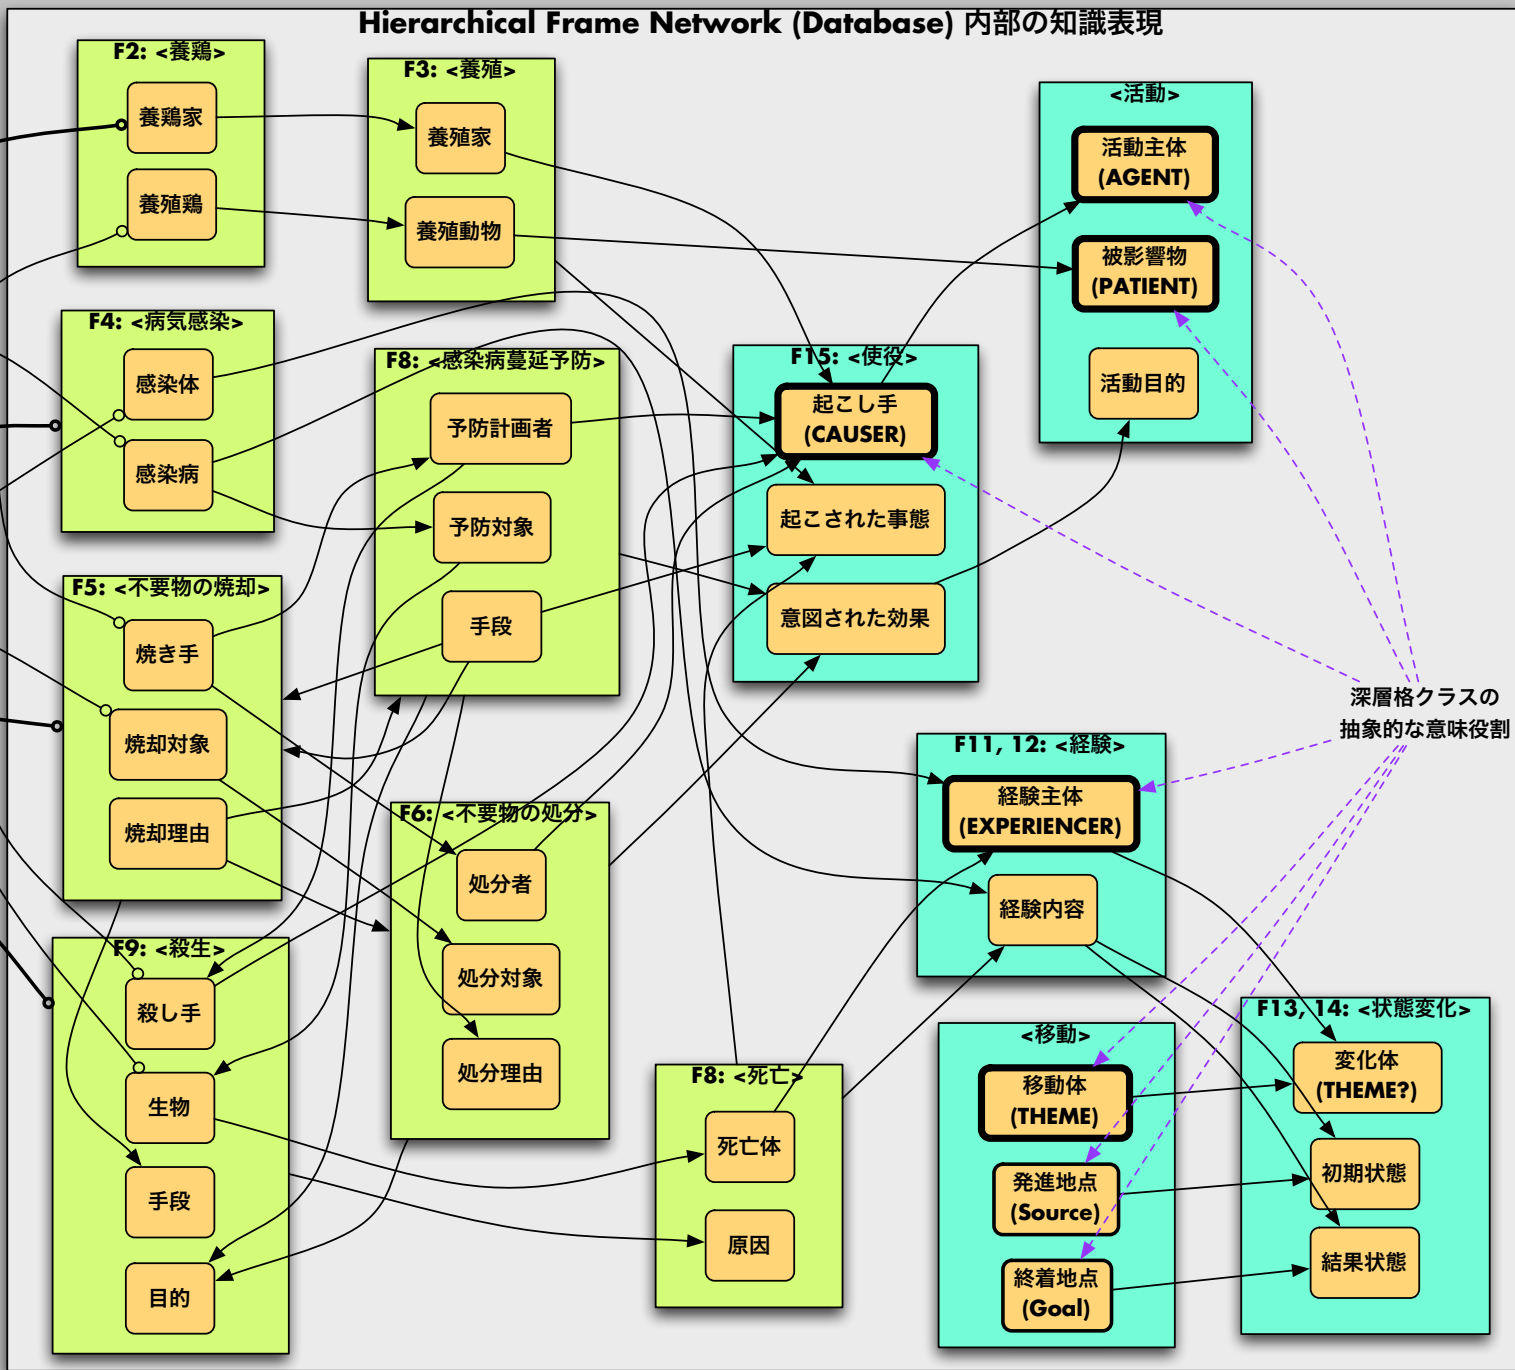 Hierarchical Frame Network (Database) 内部の知識表現
F2: <養鶏>
養鶏家
養殖鶏
F3: <養殖>
養殖家
養殖動物
<活動>
活動主体
(AGENT)
被影響物
(PATIENT)
活動目的
F4: <病気感染>
感染体
感染病
F8: <感染病蔓延予防>
予防計画者
予防対象
手段
F15: <使役>
起こし手
(CAUSER)
起こされた事態
意図された効果
F5: <不要物の焼却>
焼き手
焼却対象
焼却理由
深層格クラスの
抽象的な意味役割
F11, 12: <経験>
経験主体
(EXPERIENCER)
経験内容
F6: <不要物の処分>
処分者
処分対象
処分理由
F9: <殺生>
殺し手
生物
手段
目的
F8: <死亡>
死亡体
原因
<移動>
移動体
(THEME)
発進地点
(Source)
終着地点
(Goal)
F13, 14: <状態変化>
変化体
(THEME?)
初期状態
結果状態